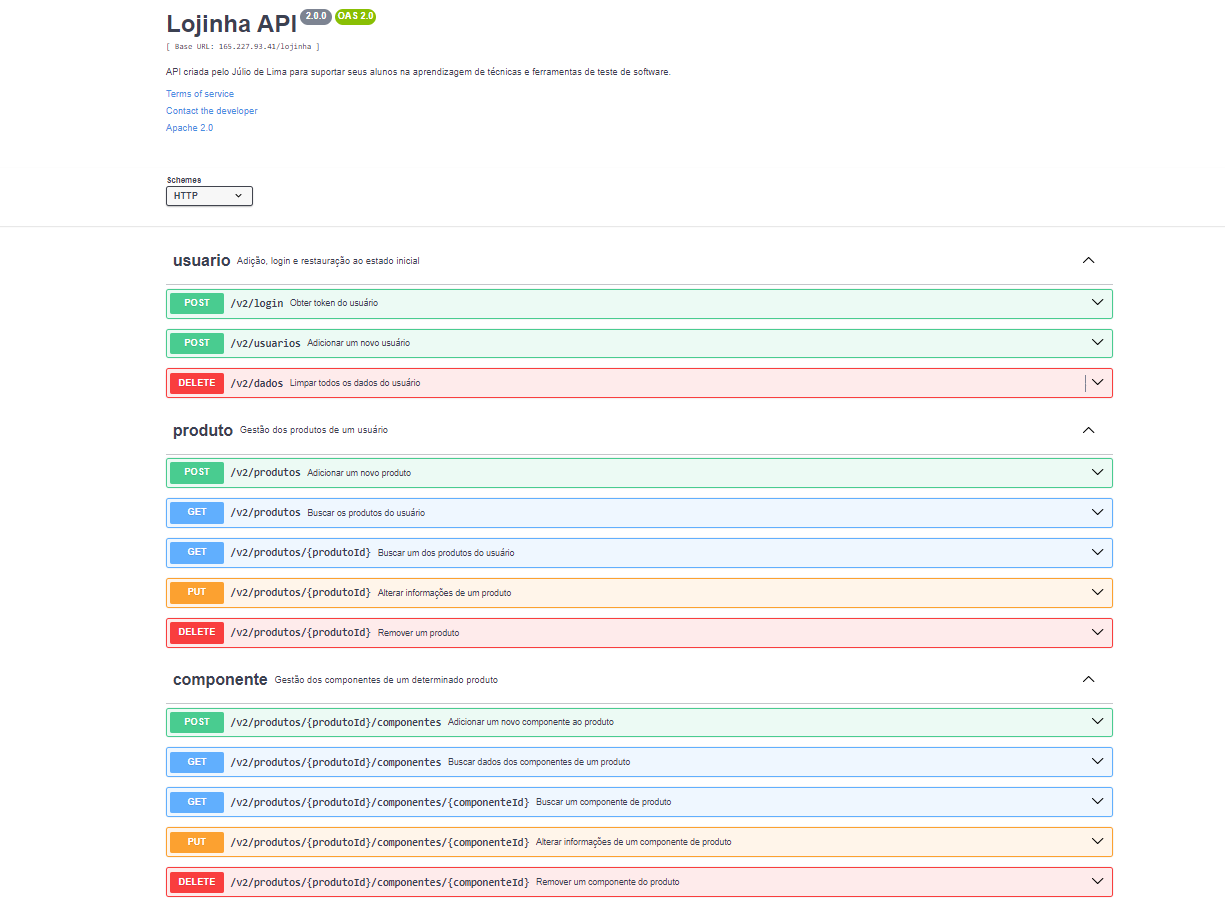 Lojinha API 2.0.0 OAS 2.0
[ Base URL: 165.227.93.41/lojinha ]
API criada pelo Júlio de Lima para suportar seus alunos na aprendizagem de técnicas e ferramentas de teste de software.
Terms of service
Contact the developer
Apache 2.0
Schemes
HTTP
usuario Adição, login e restauração ao estado inicial
POST /v2/login Obter token do usuário
POST /v2/usuarios Adicionar um novo usuário
DELETE /v2/dados Limpar todos os dados do usuário
produto Gestão dos produtos de um usuário
POST /v2/produtos Adicionar um novo produto
GET /v2/produtos Buscar os produtos do usuário
GET /v2/produtos/{produtoId} Buscar um dos produtos do usuário
PUT /v2/produtos/{produtoId} Alterar informações de um produto
DELETE /v2/produtos/{produtoId} Remover um produto
componente Gestão dos componentes de um determinado produto
POST /v2/produtos/{produtoId}/componentes Adicionar um novo componente ao produto
GET /v2/produtos/{produtoId}/componentes Buscar dados dos componentes de um produto
GET /v2/produtos/{produtoId}/componentes/{componenteId} Buscar um componente de produto
PUT /v2/produtos/{produtoId}/componentes/{componenteId} Alterar informações de um componente de produto
DELETE /v2/produtos/{produtoId}/componentes/{componenteId} Remover um componente do produto